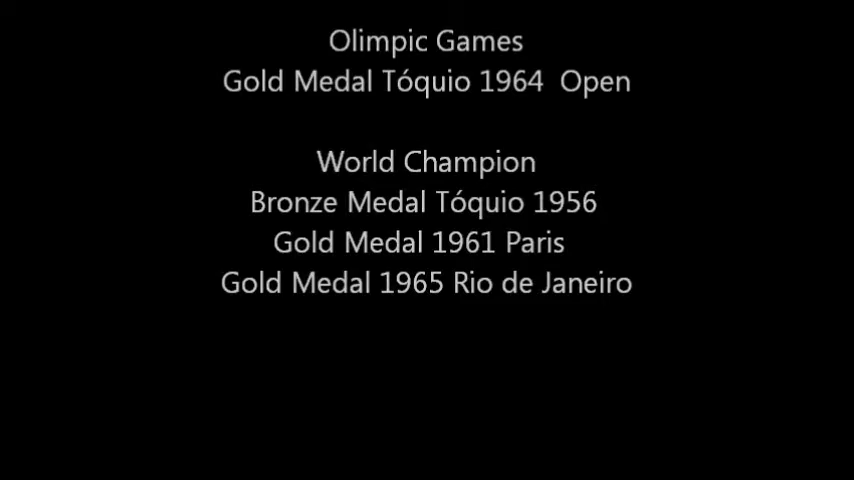 Olimpic Games
Gold Medal Tóquio 1964  Open
World Champion
Bronze Medal Tóquio 1956
Gold Medal 1961 Paris
Gold Medal 1965 Rio de Janeiro